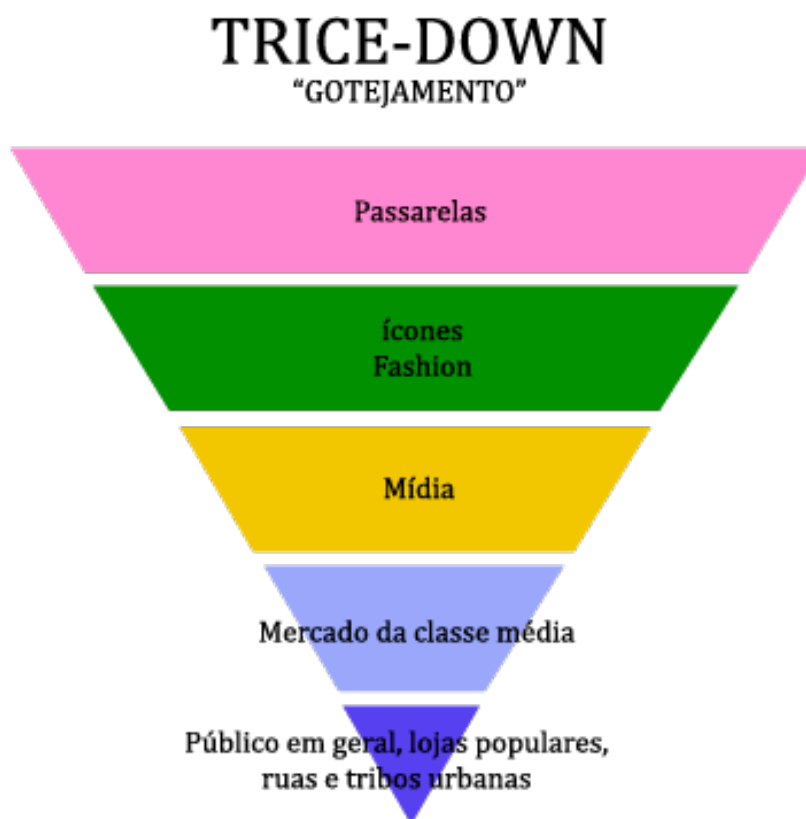 TRICE-DOWN
“GOTEJAMENTO”
Passarelas
ícones
Fashion
Mídia
Mercado da classe média
Público em geral, lojas populares,
ruas e tribos urbanas